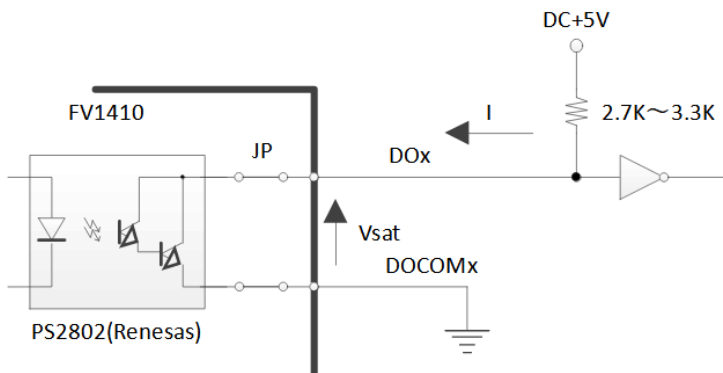 DC+5V
FV1410
I
2.7K～3.3K
JP
DOx
Vsat
DOCOMx
PS2802(Renesas)